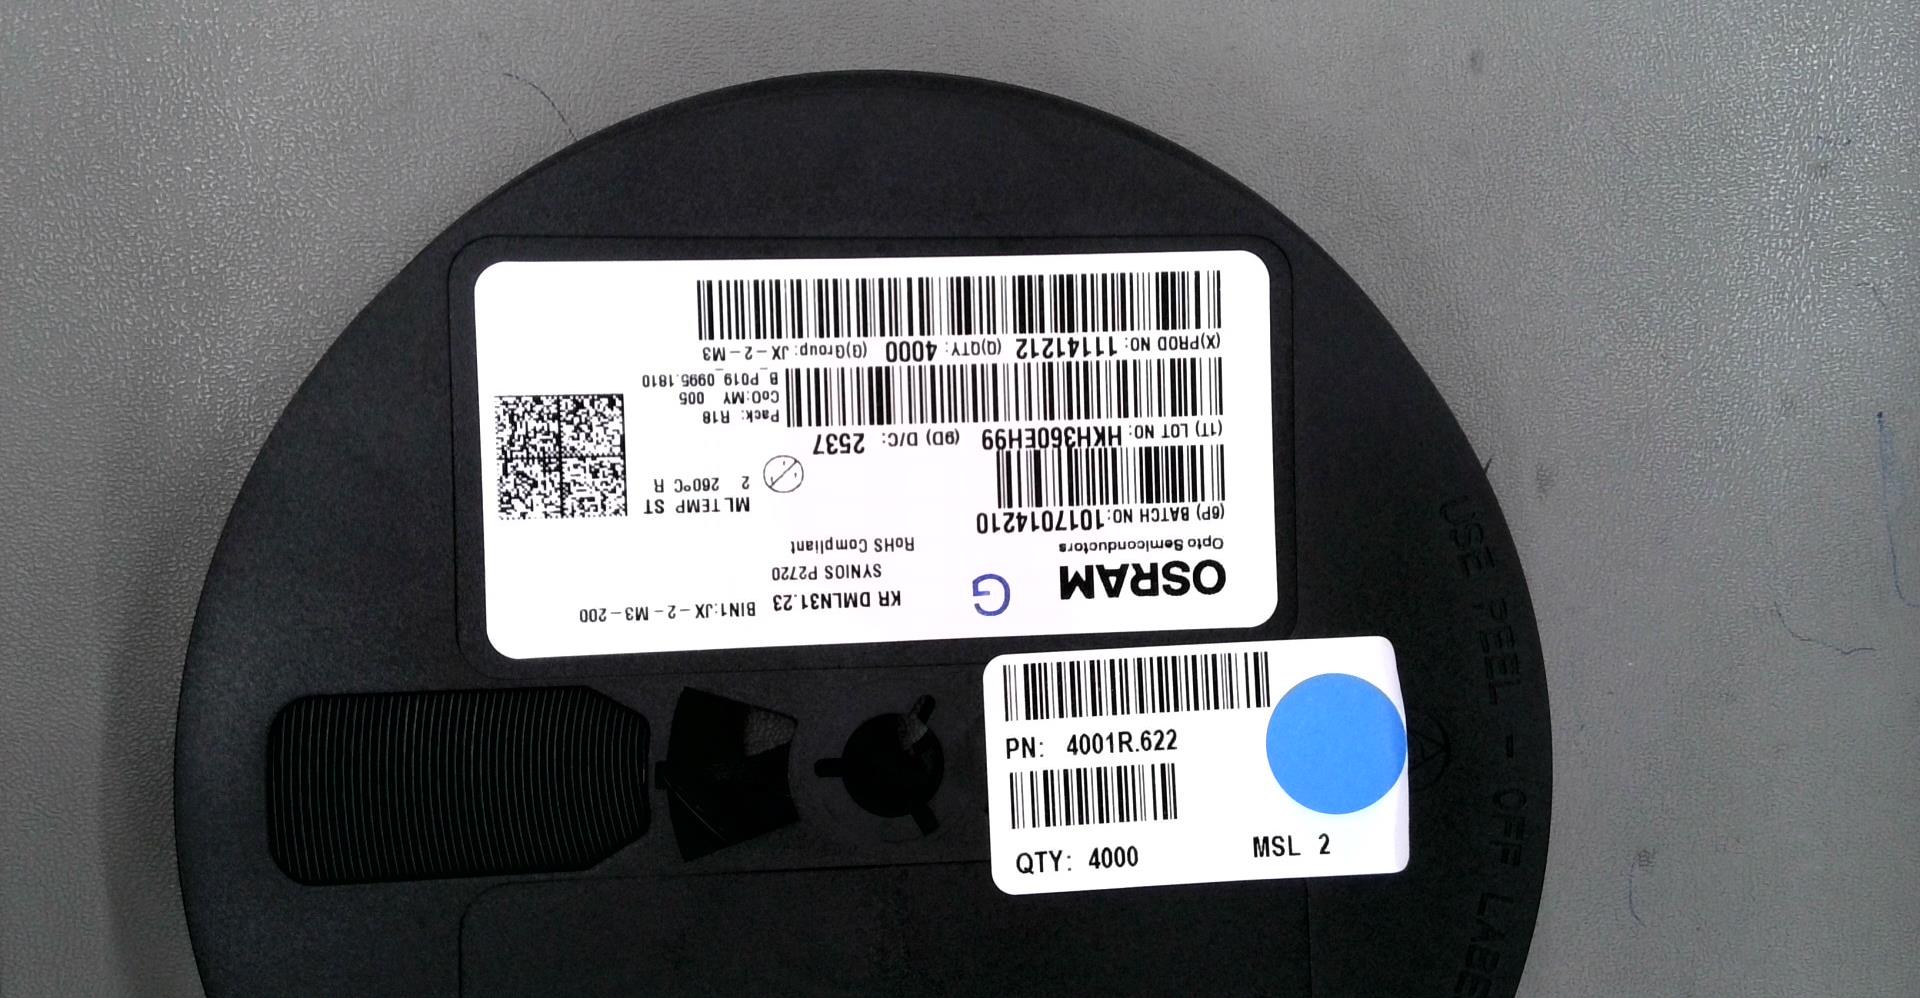 OSRAM
Opto Semiconductors
G
KR DMLN31.23
BIN1:JX-2-M3-200
SYNIOS P2720
RoHS Compliant
(6P) BATCH NO:1017014210
ML TEMP ST
2 260°C R
(1T) LOT NO: HKH360EH99 (9D) D/C: 2537
Pack: R18
CoO:MY 005
B_P019_0995.1810
(X)PROD NO: 11141212 (Q)QTY: 4000 (G)Group: JX-2-M3
PN: 4001R.622
QTY: 4000 MSL 2
USE PEEL - OFF LABE